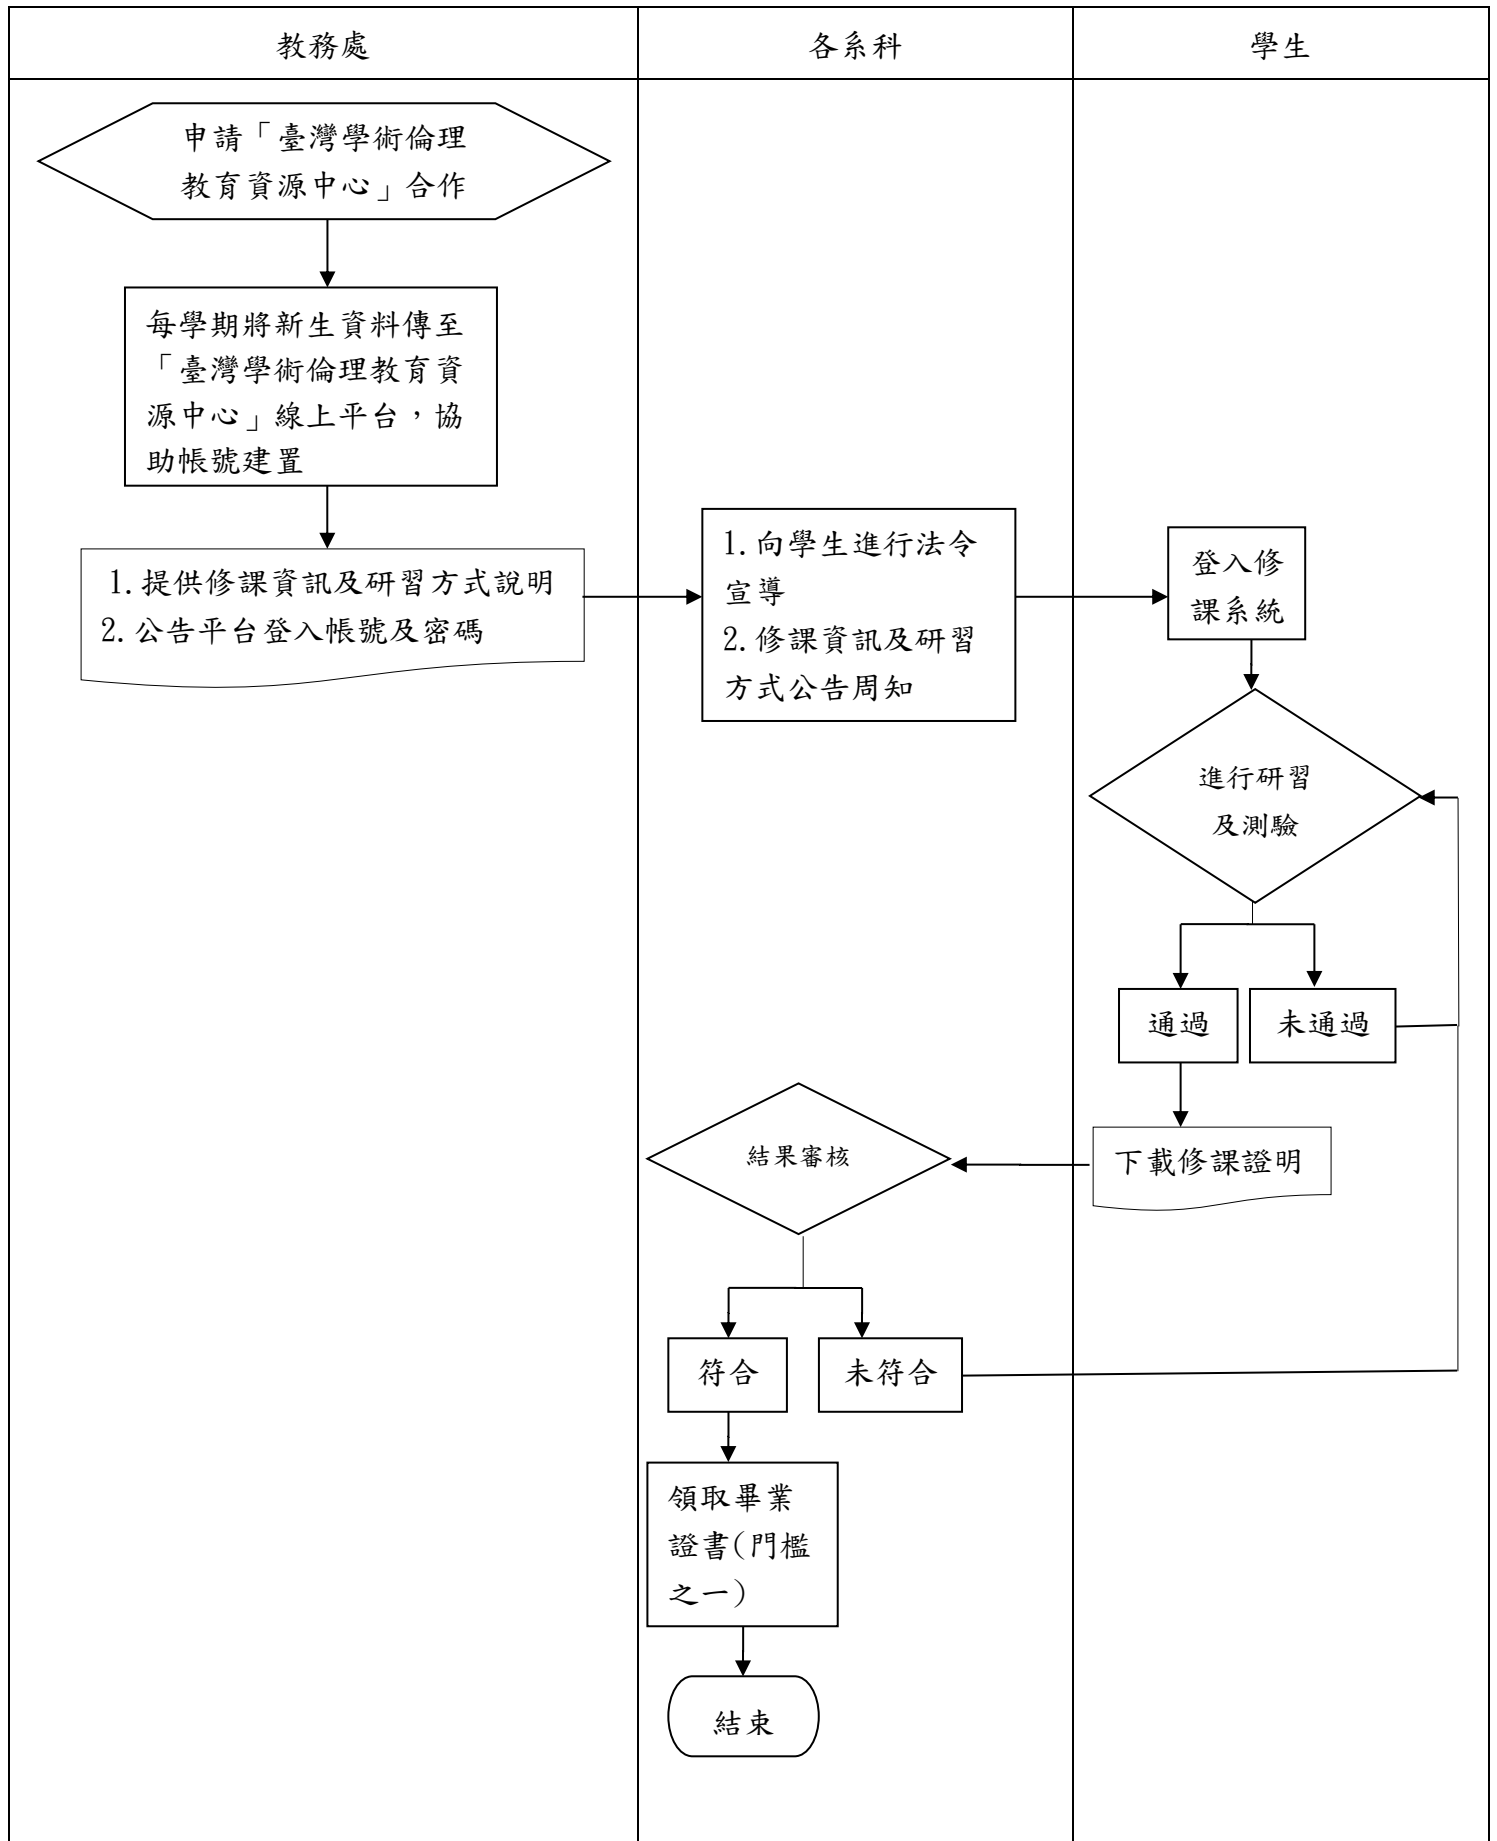 教務處
各系科
學生
申請「臺灣學術倫理
教育資源中心」合作
每學期將新生資料傳至
「臺灣學術倫理教育資
源中心」線上平台，協
助帳號建置
1.提供修課資訊及研習方式說明
2.公告平台登入帳號及密碼
1.向學生進行法令
宣導
2.修課資訊及研習
方式公告周知
登入修
課系統
進行研習
及測驗
通過
未通過
下載修課證明
結果審核
符合
未符合
領取畢業
證書(門檻
之一)
結束